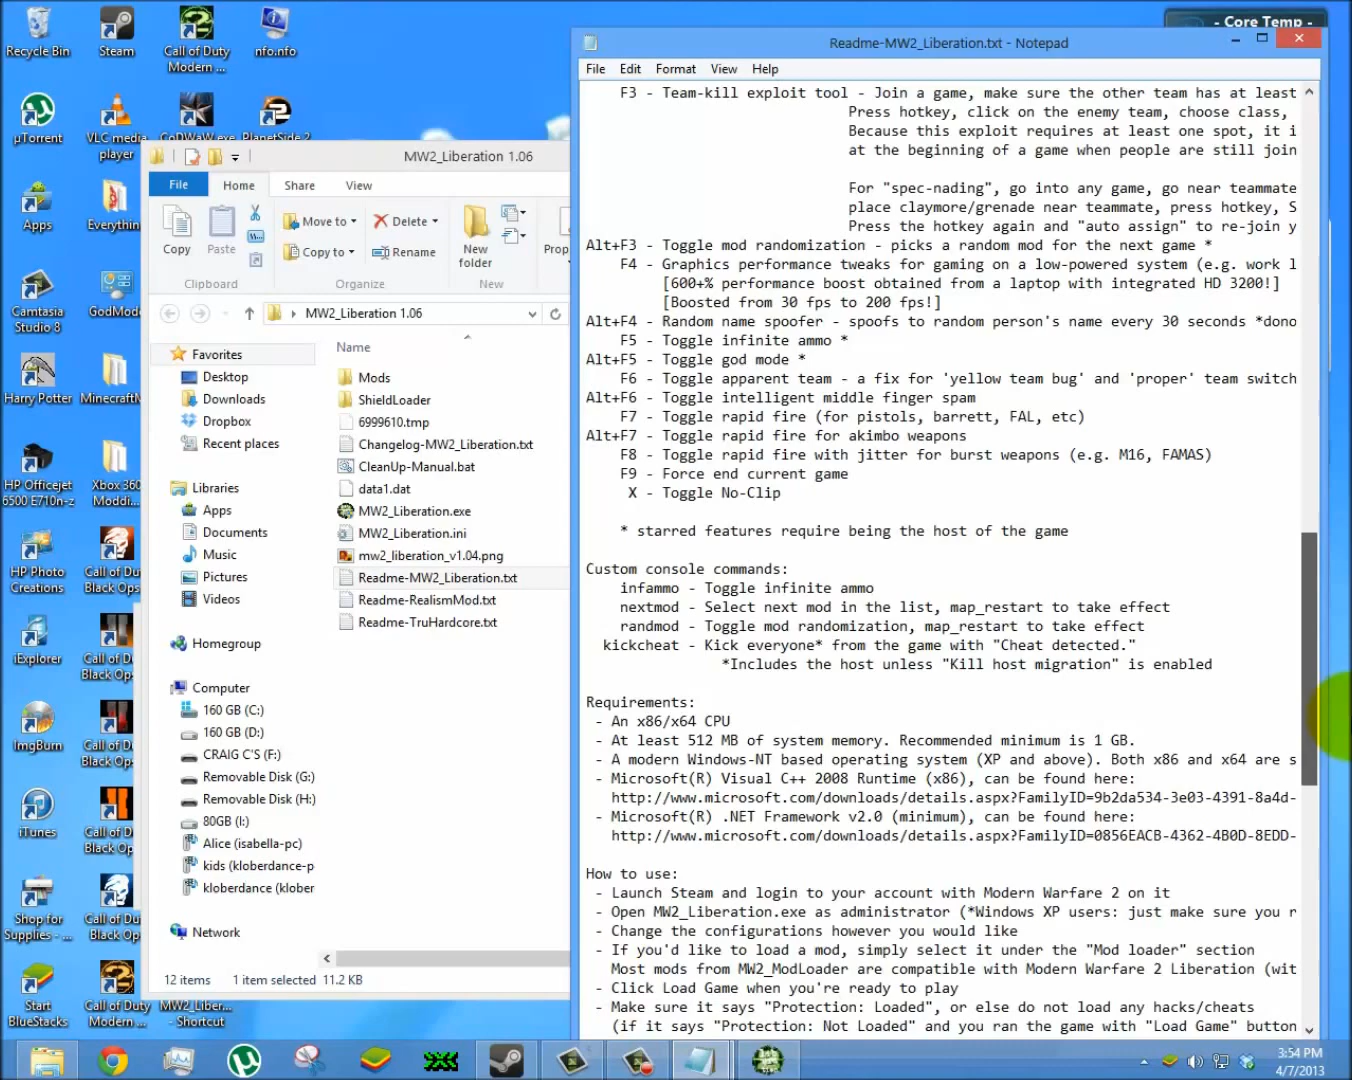 Recycle Bin
Steam
Call of Duty
Modern ...
nfo.nfo
µTorrent
VLC media
player
CoDWaW.exe
PlanetSide 2
Apps
Everythin
Camtasia
Studio 8
GodMode
Harry Potter
MinecraftM
HP Officejet
6500 E710n-z
Xbox 360
Moddi...
HP Photo
Creations
Call of D
Black Ops
iExplorer
Call of D
Black Ops
ImgBurn
Call of D
Black Op
iTunes
Call of D
Black Op
Shop for
Supplies - ...
Call of D
Black Op
Start
BlueStacks
Call of Du
Modern ...
MW2_Liber...
- Shortcut
- Core Temp -
MW2_Liberation 1.06
File
Home
Share
View
Copy
Paste
Move to
Copy to
Delete
Rename
New
folder
Prop
Clipboard
Organize
New
MW2_Liberation 1.06
Favorites
Desktop
Downloads
Dropbox
Recent places
Libraries
Apps
Documents
Music
Pictures
Videos
Homegroup
Computer
160 GB (C:)
160 GB (D:)
CRAIG C'S (F:)
Removable Disk (G:)
Removable Disk (H:)
80GB (I:)
Alice (isabella-pc)
kids (kloberdance-p
kloberdance (klober
Network
Name
Mods
ShieldLoader
6999610.tmp
Changelog-MW2_Liberation.txt
CleanUp-Manual.bat
data1.dat
MW2_Liberation.exe
MW2_Liberation.ini
mw2_liberation_v1.04.png
Readme-MW2_Liberation.txt
Readme-RealismMod.txt
Readme-TruHardcore.txt
12 items
1 item selected 11.2 KB
Readme-MW2_Liberation.txt - Notepad
File Edit Format View Help
F3 - Team-kill exploit tool - Join a game, make sure the other team has at least
Press hotkey, click on the enemy team, choose class,
Because this exploit requires at least one spot, it i
at the beginning of a game when people are still join
For "spec-nading", go into any game, go near teammate
place claymore/grenade near teammate, press hotkey, S
Press the hotkey again and "auto assign" to re-join y
Alt+F3 - Toggle mod randomization - picks a random mod for the next game *
F4 - Graphics performance tweaks for gaming on a low-powered system (e.g. work l
[600+% performance boost obtained from a laptop with integrated HD 3200!]
[Boosted from 30 fps to 200 fps!]
Alt+F4 - Random name spoofer - spoofs to random person's name every 30 seconds *dono
F5 - Toggle infinite ammo *
Alt+F5 - Toggle god mode *
F6 - Toggle apparent team - a fix for 'yellow team bug' and 'proper' team switch
Alt+F6 - Toggle intelligent middle finger spam
F7 - Toggle rapid fire (for pistols, barrett, FAL, etc)
Alt+F7 - Toggle rapid fire for akimbo weapons
F8 - Toggle rapid fire with jitter for burst weapons (e.g. M16, FAMAS)
F9 - Force end current game
X - Toggle No-Clip
* starred features require being the host of the game
Custom console commands:
infammo - Toggle infinite ammo
nextmod - Select next mod in the list, map_restart to take effect
randmod - Toggle mod randomization, map_restart to take effect
kickcheat - Kick everyone* from the game with "Cheat detected."
*Includes the host unless "Kill host migration" is enabled
Requirements:
- An x86/x64 CPU
- At least 512 MB of system memory. Recommended minimum is 1 GB.
- A modern Windows-NT based operating system (XP and above). Both x86 and x64 are s
- Microsoft(R) Visual C++ 2008 Runtime (x86), can be found here:
http://www.microsoft.com/downloads/details.aspx?FamilyID=9b2da534-3e03-4391-8a4d-
- Microsoft(R) .NET Framework v2.0 (minimum), can be found here:
http://www.microsoft.com/downloads/details.aspx?FamilyID=0856EACB-4362-4B0D-8EDD-
How to use:
- Launch Steam and login to your account with Modern Warfare 2 on it
- Open MW2_Liberation.exe as administrator (*Windows XP users: just make sure you r
- Change the configurations however you would like
- If you'd like to load a mod, simply select it under the "Mod loader" section
Most mods from MW2_ModLoader are compatible with Modern Warfare 2 Liberation (wit
- Click Load Game when you're ready to play
- Make sure it says "Protection: Loaded", or else do not load any hacks/cheats
(if it says "Protection: Not Loaded" and you ran the game with "Load Game" button
3:54 PM
4/7/2013